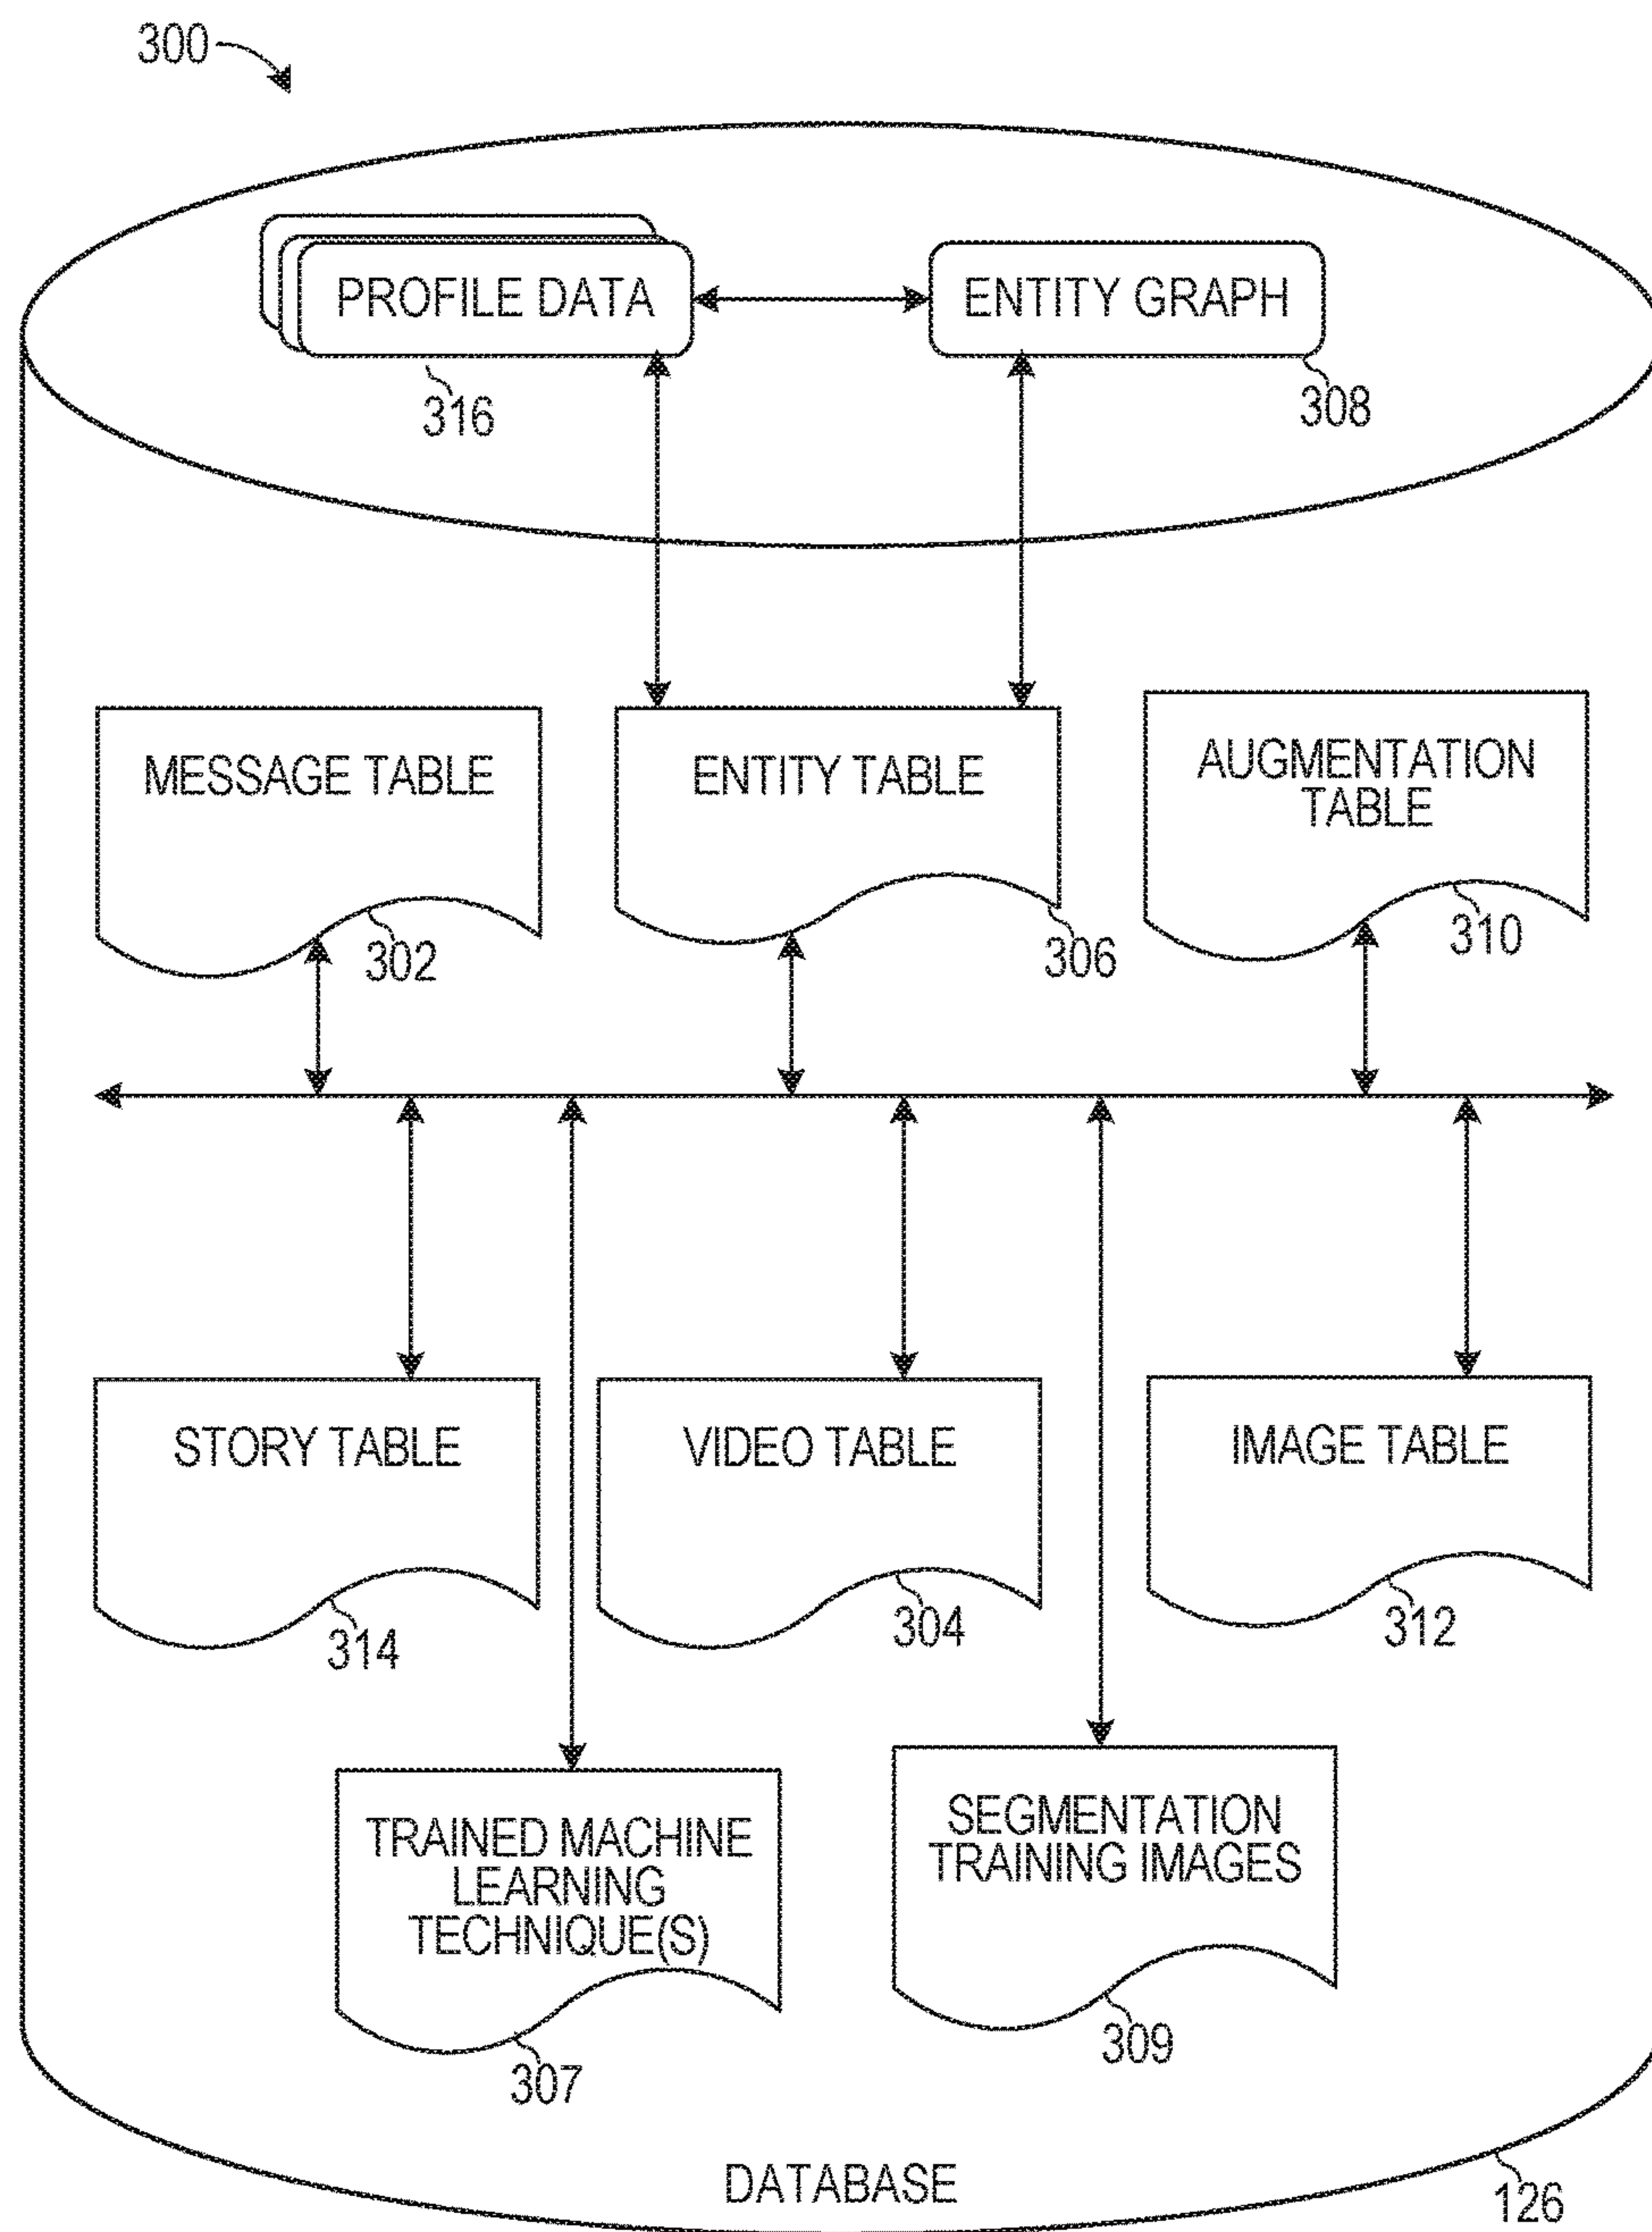 300
PROFILE DATA
ENTITY GRAPH
316
308
MESSAGE TABLE
ENTITY TABLE
AUGMENTATION
TABLE
302
306
310
STORY TABLE
VIDEO TABLE
IMAGE TABLE
314
304
312
TRAINED MACHINE
LEARNING
TECHNIQUE(S)
SEGMENTATION
TRAINING IMAGES
307
309
DATABASE
126